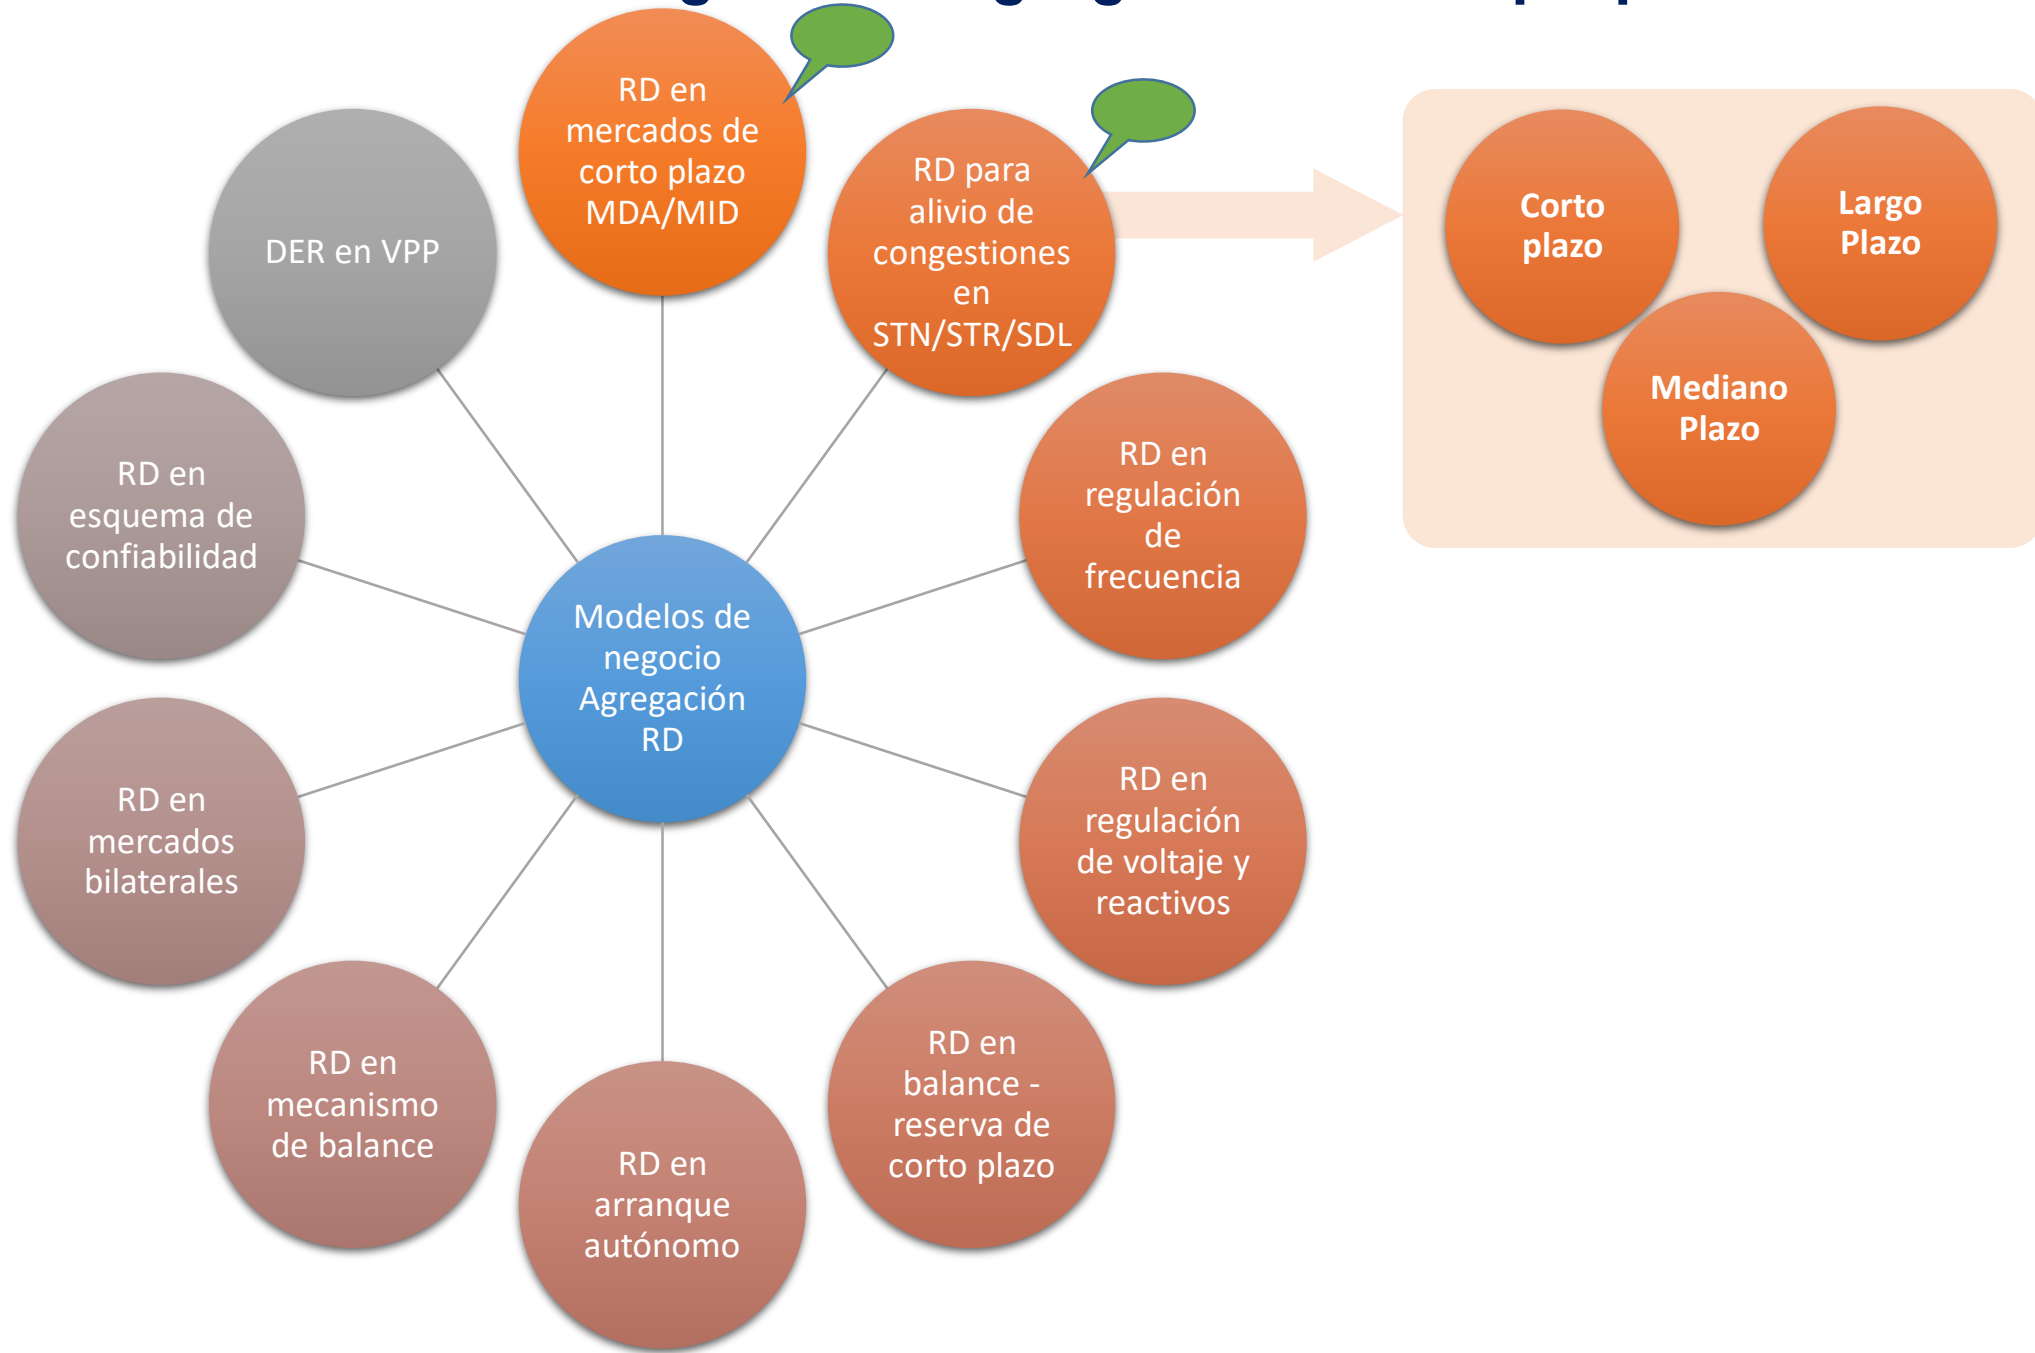 RD en
mercados de
corto plazo
MDA/MID
RD para
alivio de
congestiones
en
STN/STR/SDL
RD en
regulación
de
frecuencia
RD en
regulación
de voltaje y
reactivos
RD en
balance -
reserva de
corto plazo
RD en
arranque
autónomo
RD en
mecanismo
de balance
RD en
mercados
bilaterales
RD en
esquema de
confiabilidad
DER en VPP
Modelos de
negocio
Agregación
RD
Corto
plazo
Largo
Plazo
Mediano
Plazo